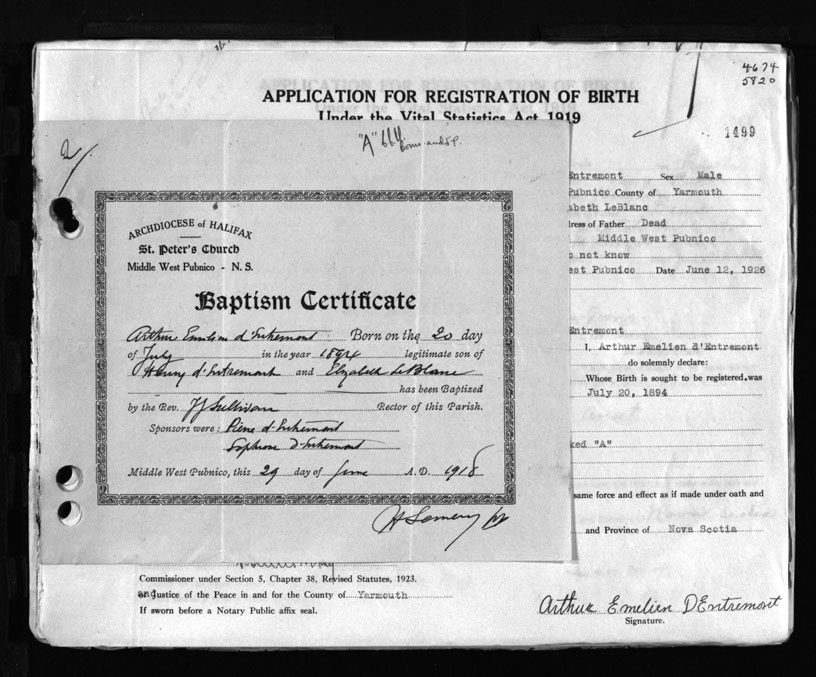 4674
5820
APPLICATION FOR REGISTRATION OF BIRTH
Under the Vital Statistics Act 1919
1499
"A"
2/
Entremont Sex Male
Pubnico County of Yarmouth
abeth LeBlanc
dress of Father Dead
Middle West Pubnico
o not know
est Pubnico Date June 12, 1926
Entremont
I, Arthur Emelien d'Entremont
do solemnly declare:
Whose Birth is sought to be registered, was
July 20, 1894
ked "A"
same force and effect as if made under oath and
and Province of Nova Scotia
ARCHDIOCESE of HALIFAX
St. Peter's Church
Middle West Pubnico - N. S.
Baptism Certificate
Arthur Emelien d'Entremont Born on the 20 day
of July in the year 1894 legitimate son of
Henry d'Entremont and Elizabeth LeBlanc
has been Baptized
by the Rev. Sullivan Rector of this Parish.
Sponsors were: d'Entremont
d'Entremont
Middle West Pubnico, this 29 day of June A. D. 1918
Commissioner under Section 5, Chapter 38, Revised Statutes, 1923.
and Justice of the Peace in and for the County of Yarmouth
If sworn before a Notary Public affix seal.
Arthur Emelien DEntremont
Signature.